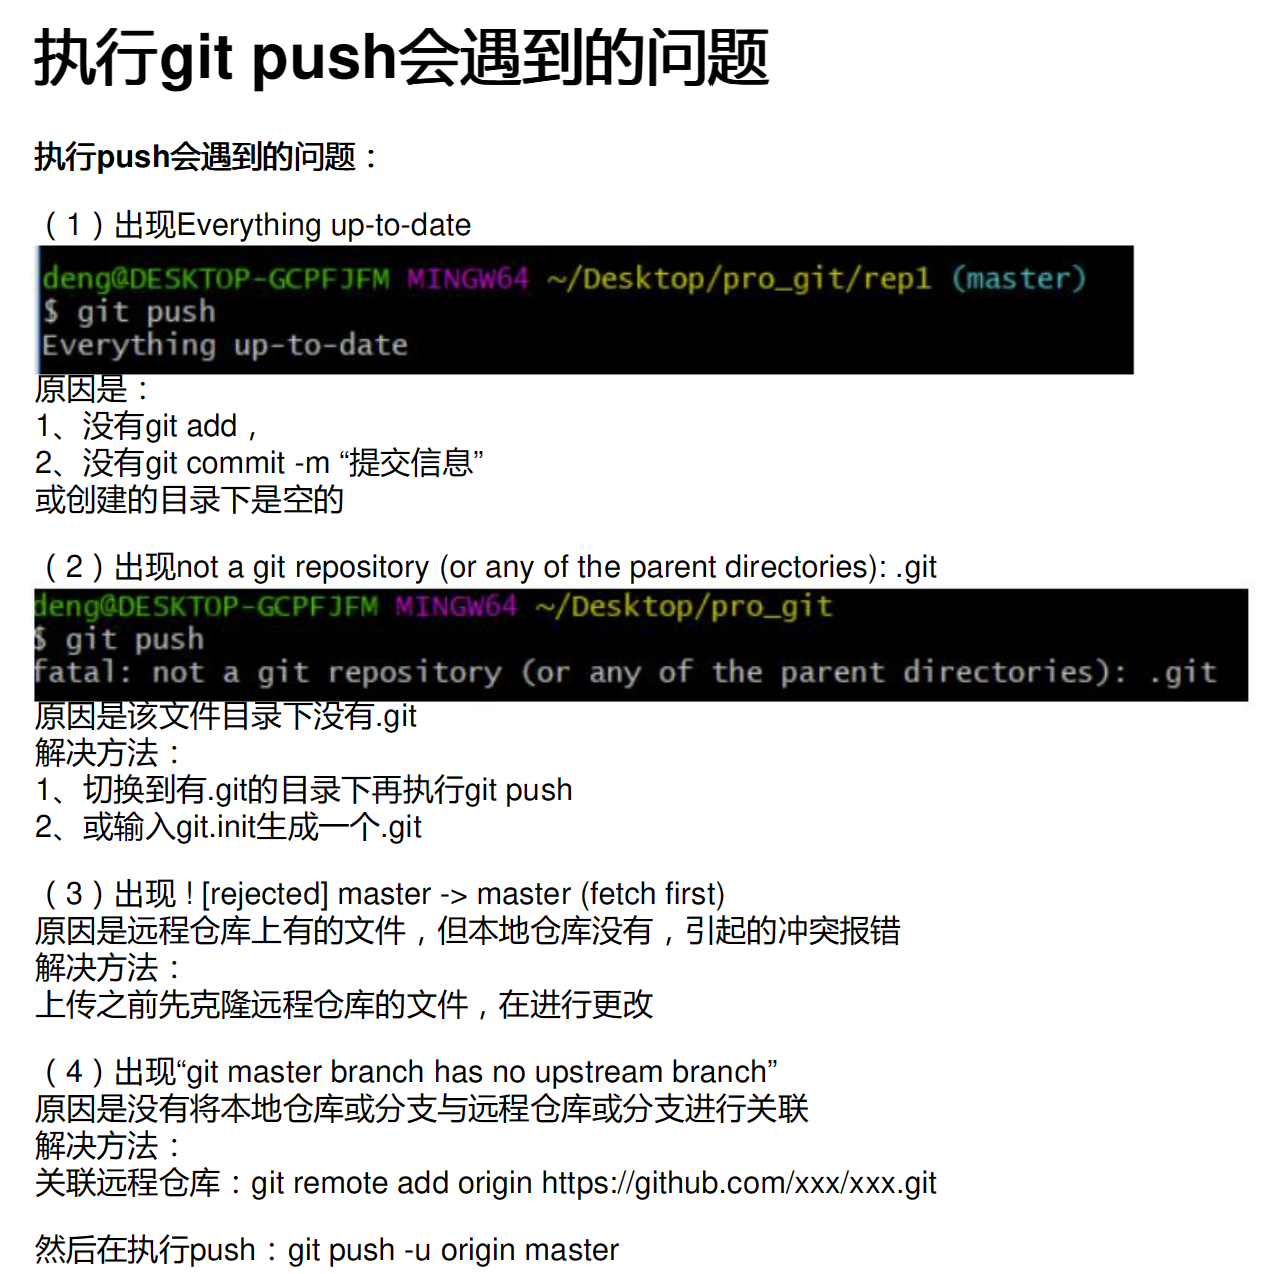 执行git push会遇到的问题
执行push会遇到的问题：
（1）出现Everything up-to-date
deng@DESKTOP-GCPFJFM MINGW64 ~/Desktop/pro_git/rep1 (master)
$ git push
Everything up-to-date
原因是：
1、没有git add，
2、没有git commit -m “提交信息”
或创建的目录下是空的
（2）出现not a git repository (or any of the parent directories): .git
deng@DESKTOP-GCPFJFM MINGW64 ~/Desktop/pro_git
$ git push
fatal: not a git repository (or any of the parent directories): .git
原因是该文件目录下没有.git
解决方法：
1、切换到有.git的目录下再执行git push
2、或输入git.init生成一个.git
（3）出现 ! [rejected] master -> master (fetch first)
原因是远程仓库上有的文件，但本地仓库没有，引起的冲突报错
解决方法：
上传之前先克隆远程仓库的文件，在进行更改
（4）出现“git master branch has no upstream branch”
原因是没有将本地仓库或分支与远程仓库或分支进行关联
解决方法：
关联远程仓库：git remote add origin https://github.com/xxx/xxx.git
然后在执行push：git push -u origin master